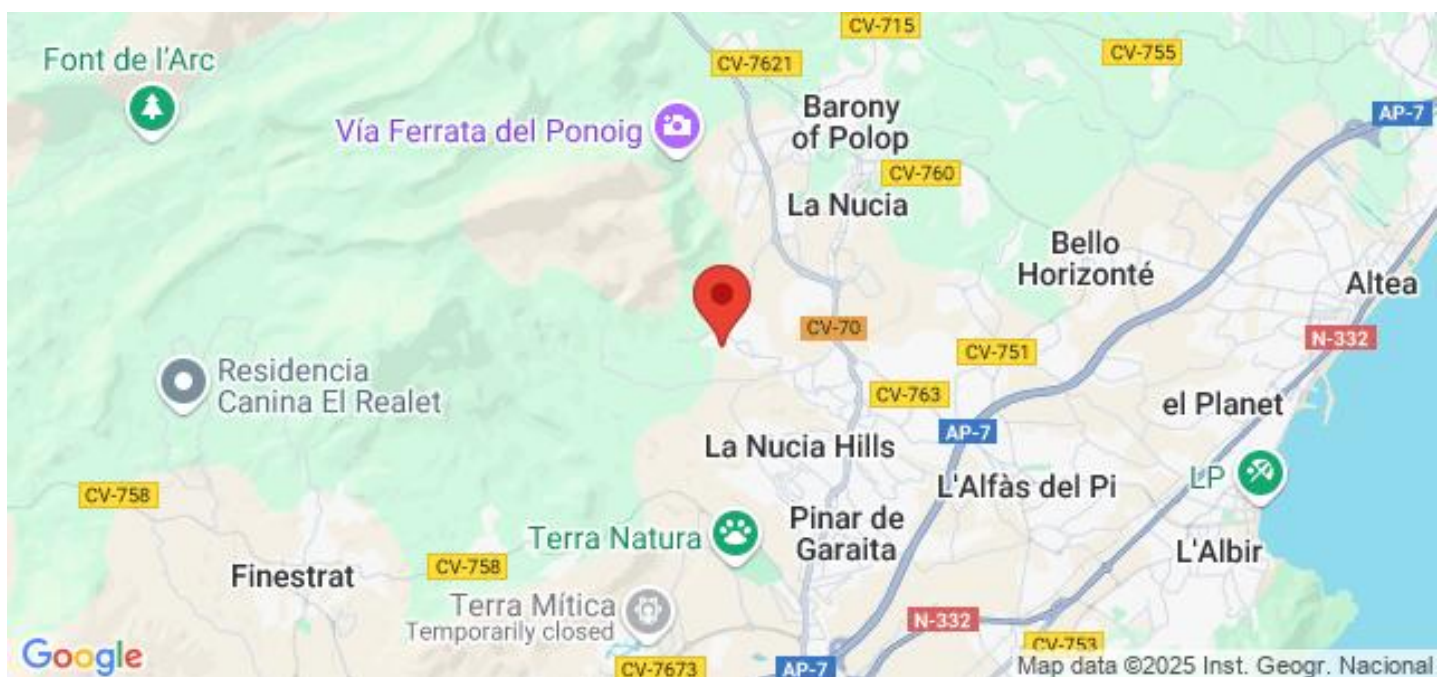 CV-715
Font de l'Arc
CV-7621
CV-755
Barony
of Polop
AP-7
Vía Ferrata del Ponoig
CV-760
La Nucia
Bello
Horizonté
Altea
CV-70
N-332
CV-751
Residencia
Canina El Realet
CV-763
el Planet
AP-7
La Nucia Hills
LP
L'Alfàs del Pi
CV-758
Pinar de
Garaita
Terra Natura
L'Albir
CV-758
Finestrat
Terra Mítica
Temporarily closed
N-332
CV-753
Google
CV-7673
AP-7
Map data ©2025 Inst. Geogr. Nacional